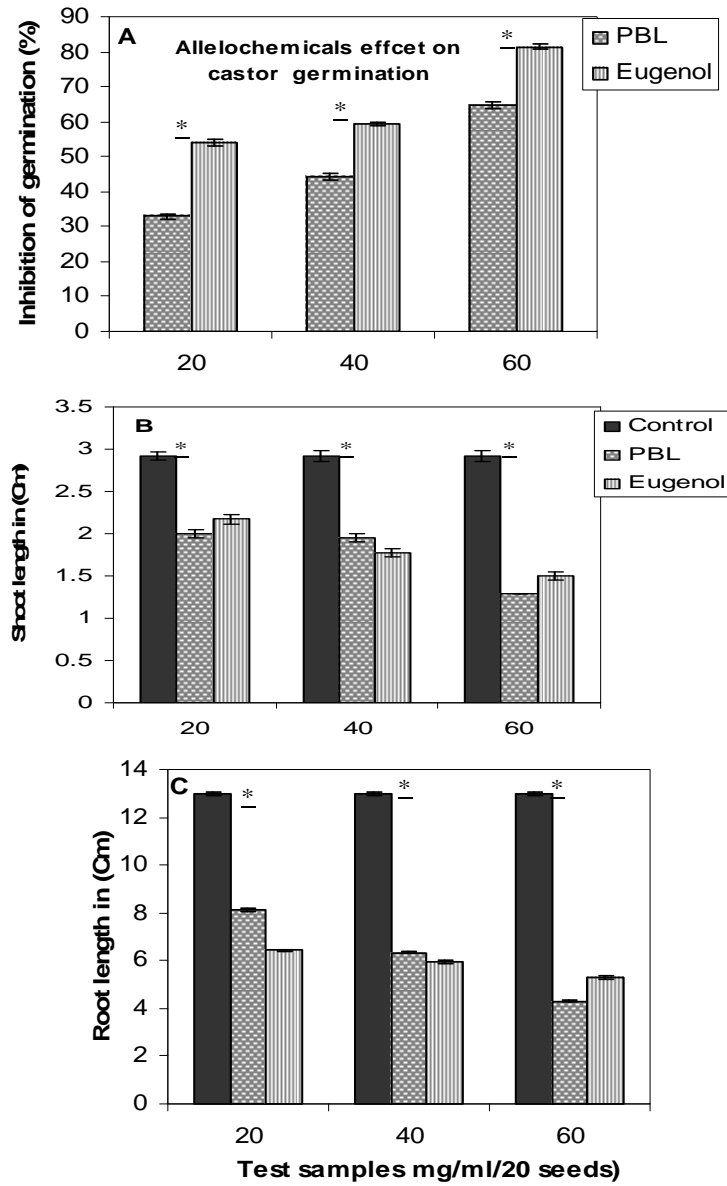 A
Allelochemicals effcet on
castor germination
PBL
Eugenol
Inhibition of germination (%)
90
80
70
60
50
40
30
20
10
0
*
*
*
20 40 60
B
Control
PBL
Eugenol
Shoot length in (Cm)
3.5
3
2.5
2
1.5
1
0.5
0
*
*
*
20 40 60
C
Root length in (Cm)
14
12
10
8
6
4
2
0
*
*
*
20 40 60
Test samples mg/ml/20 seeds)